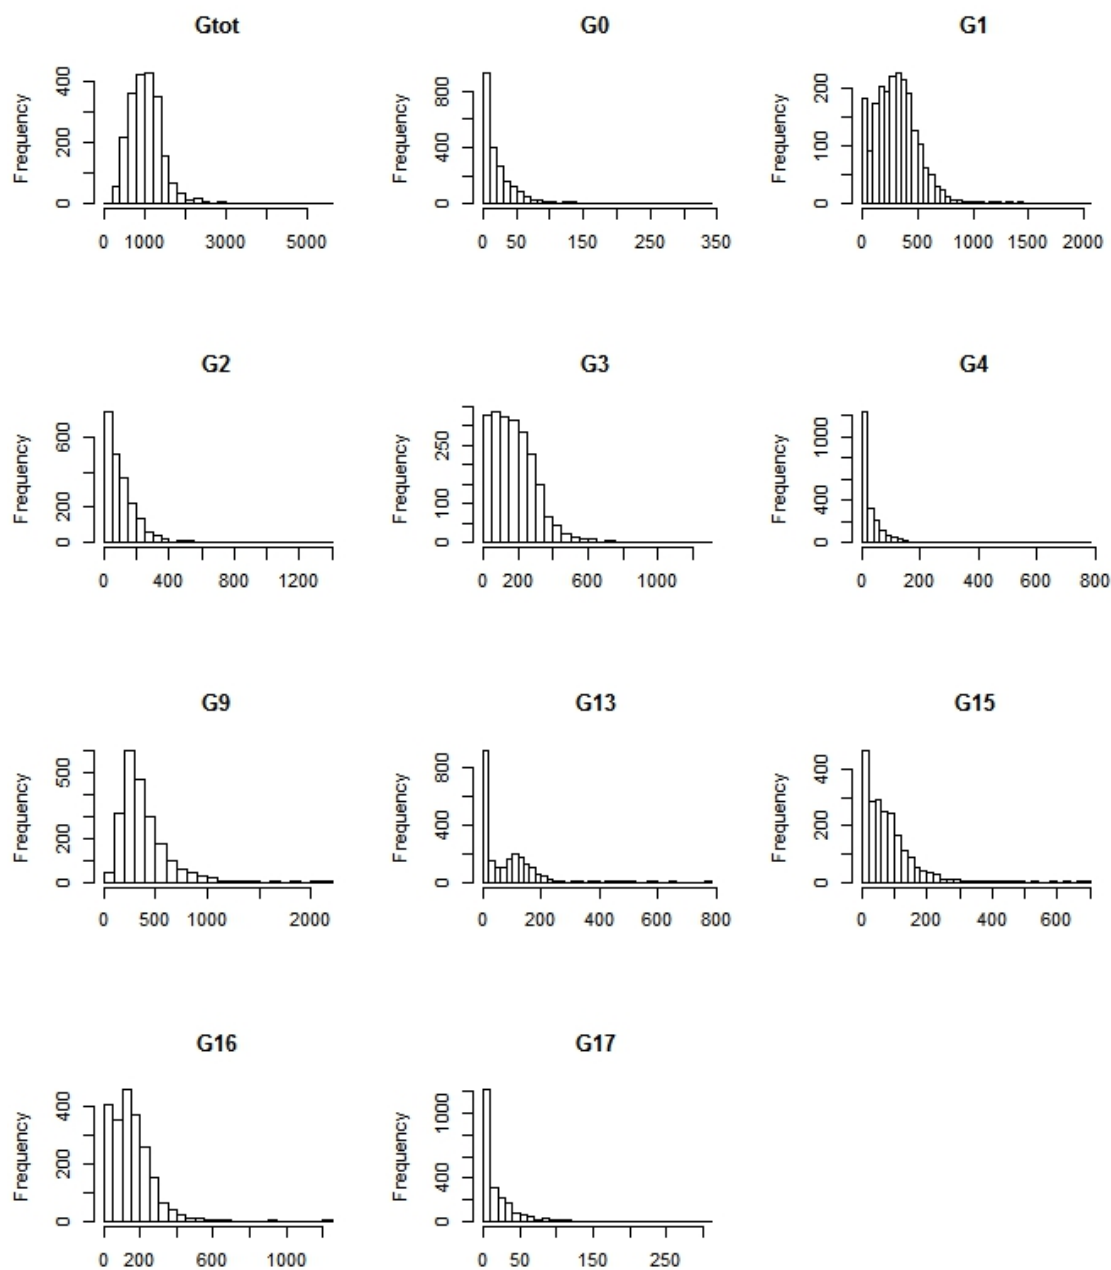 Gtot G0 G1
Frequency 0 200 400 Frequency 0 400 800 Frequency 0 100 200
0 1000 3000 5000 0 50 150 250 350 0 500 1000 1500 2000
G2 G3 G4
Frequency 0 200 600 Frequency 0 100 250 Frequency 0 400 1000
0 400 800 1200 0 200 600 1000 0 200 400 600 800
G9 G13 G15
Frequency 0 200 500 Frequency 0 400 800 Frequency 0 200 400
0 500 1000 2000 0 200 400 600 800 0 200 400 600
G16 G17
Frequency 0 200 400 Frequency 0 400 1000
0 200 600 1000 0 50 150 250